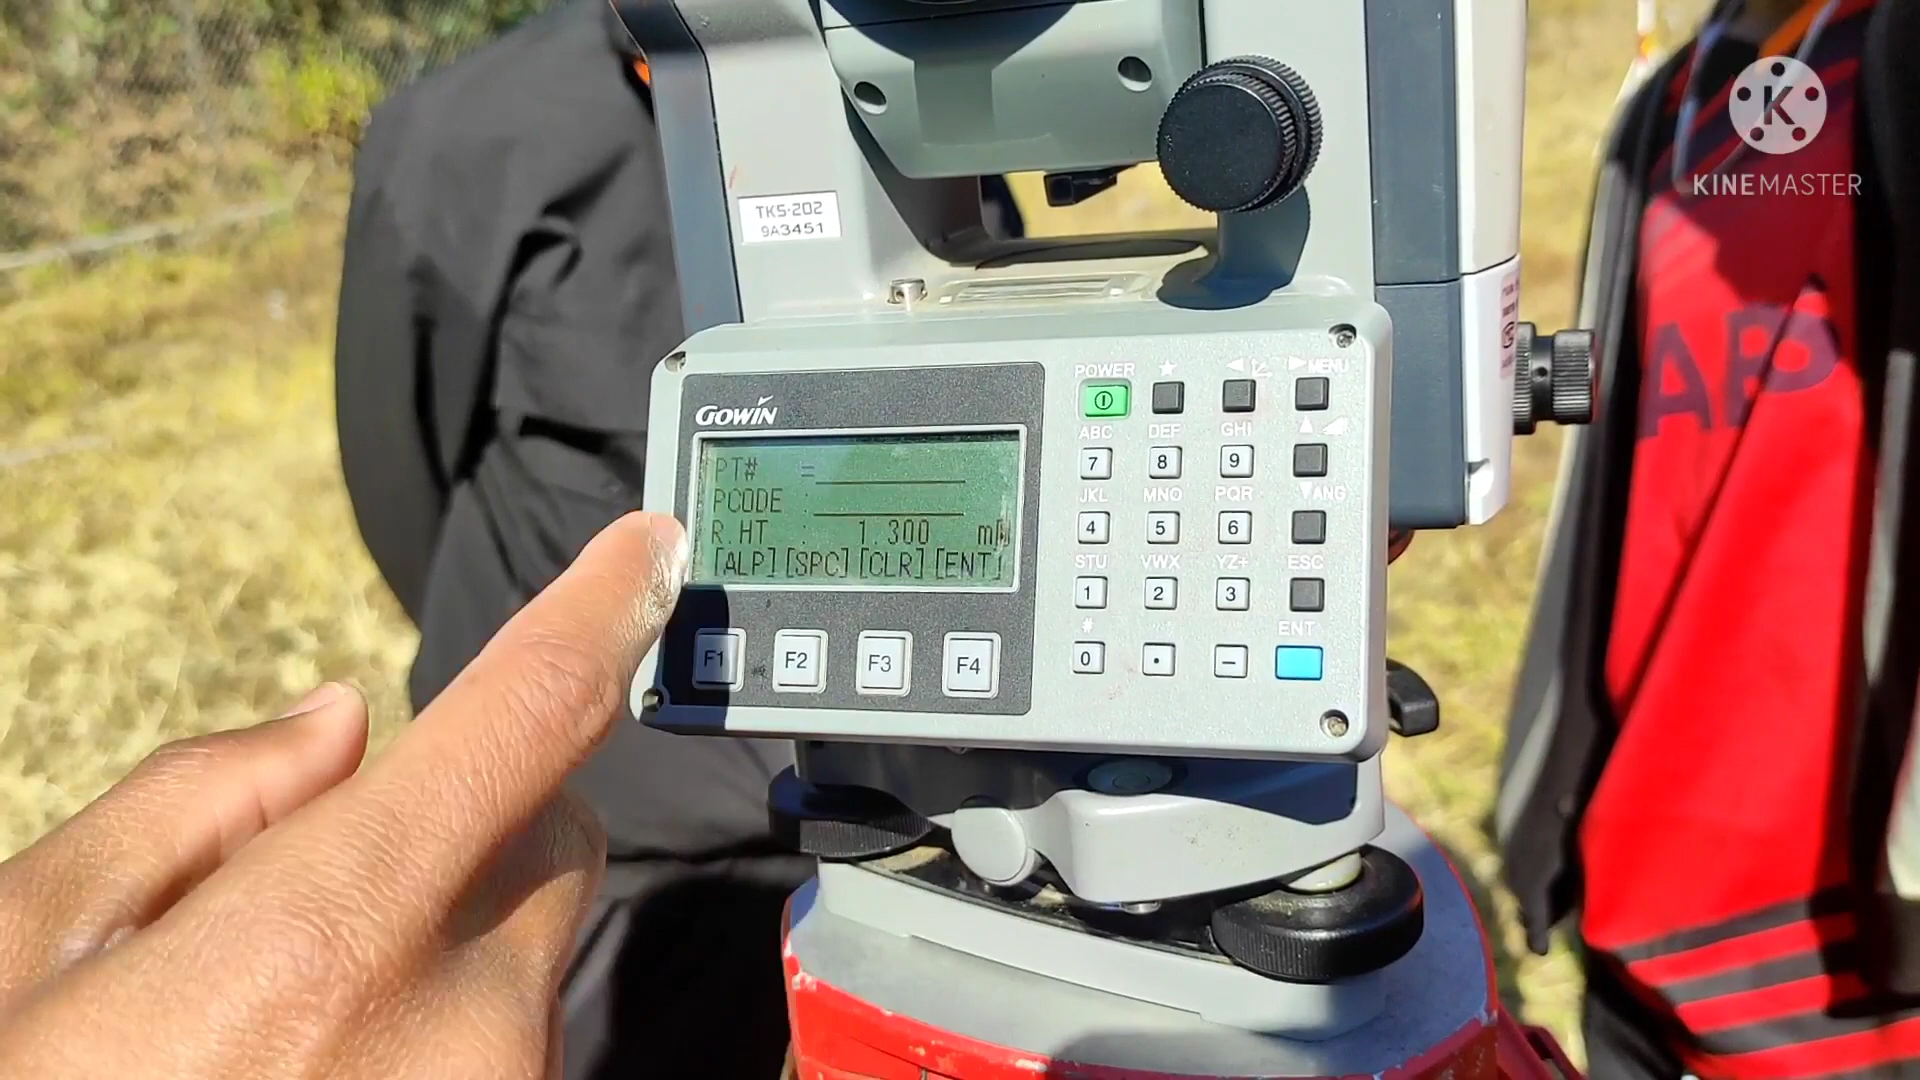 KINEMASTER
TKS-202
9A3451
GOWIN
PT# =
PCODE :
R.HT : 1.300 m
[ALP] [SPC] [CLR] [ENT]
F1 F2 F3 F4
POWER ★ ◀ ▶ MENU
ABC DEF GHI ▲
7 8 9
JKL MNO PQR ▼ANG
4 5 6
STU VWX YZ+ ESC
1 2 3
# ENT
0 . −
AP